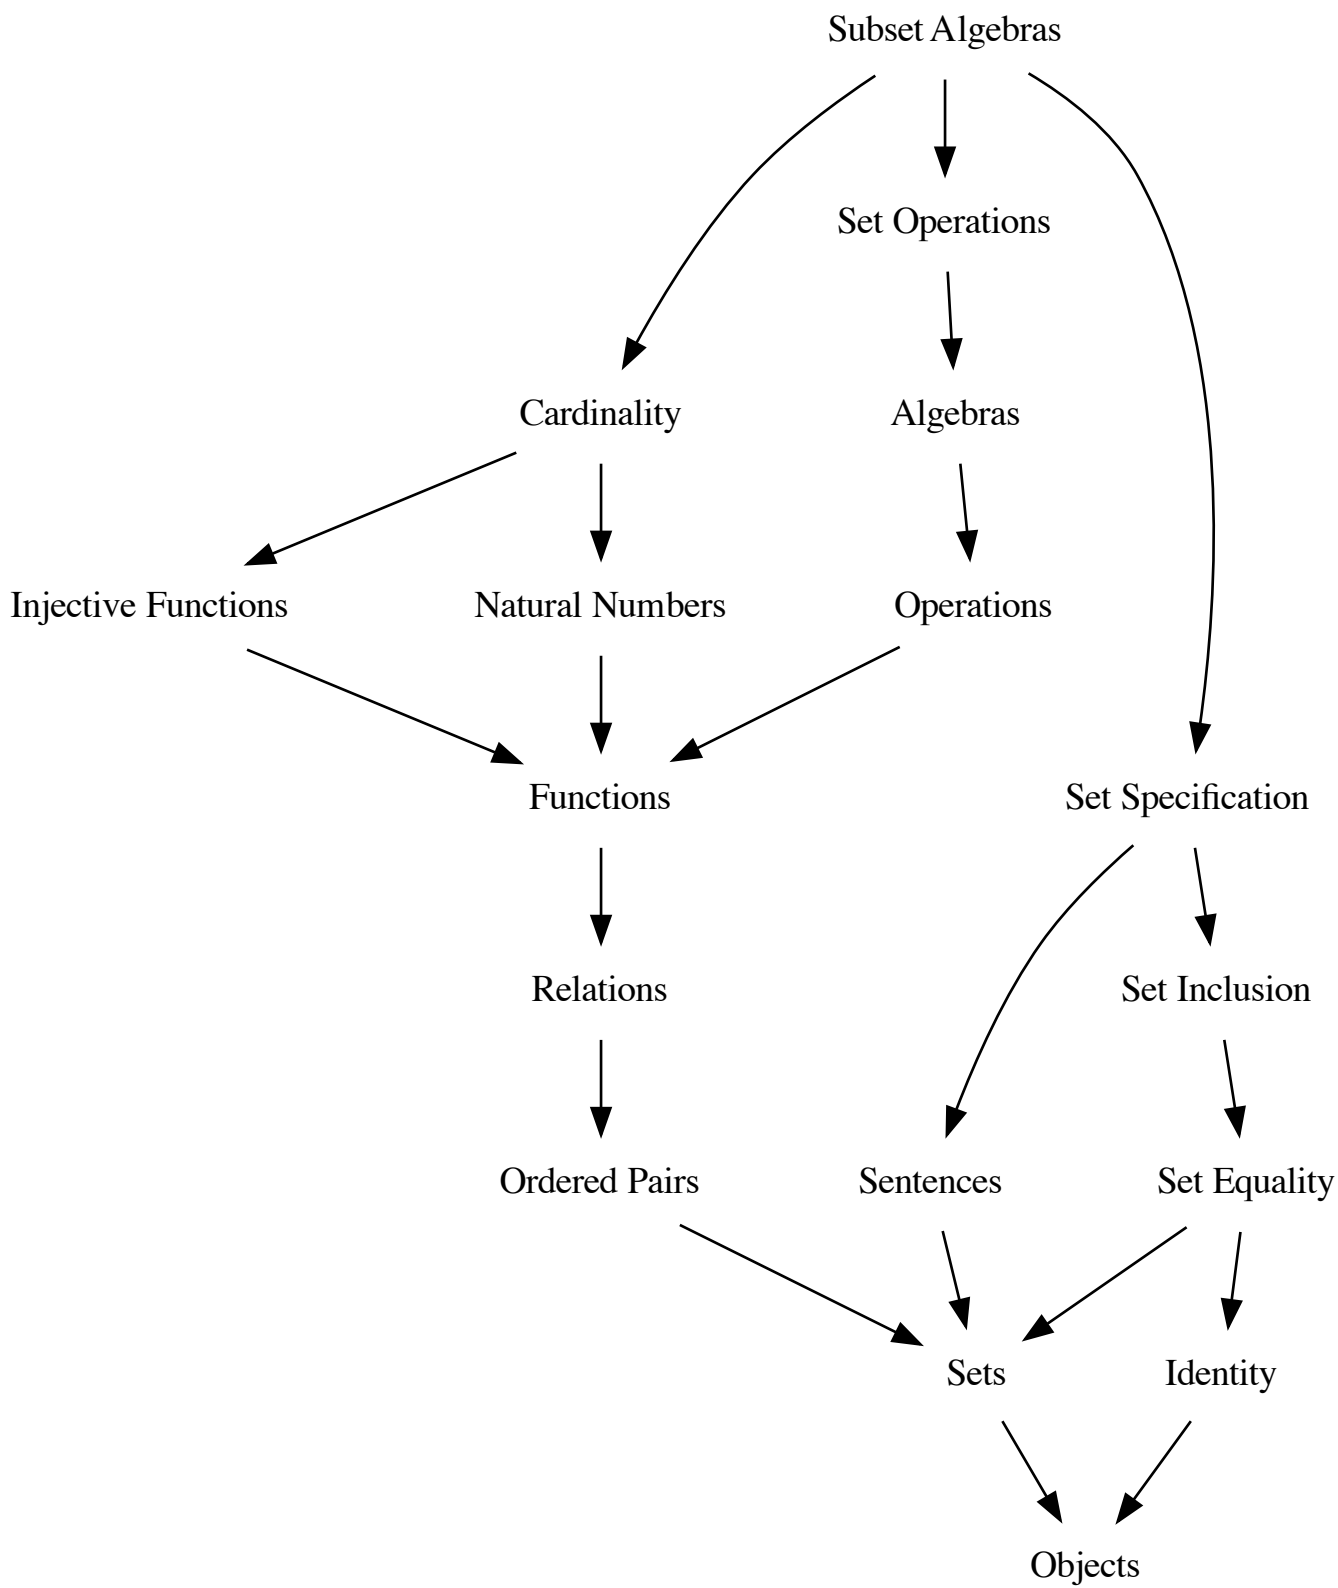 Subset Algebras
Set Operations
Cardinality
Algebras
Injective Functions
Natural Numbers
Operations
Functions
Set Specification
Relations
Set Inclusion
Ordered Pairs
Sentences
Set Equality
Sets
Identity
Objects